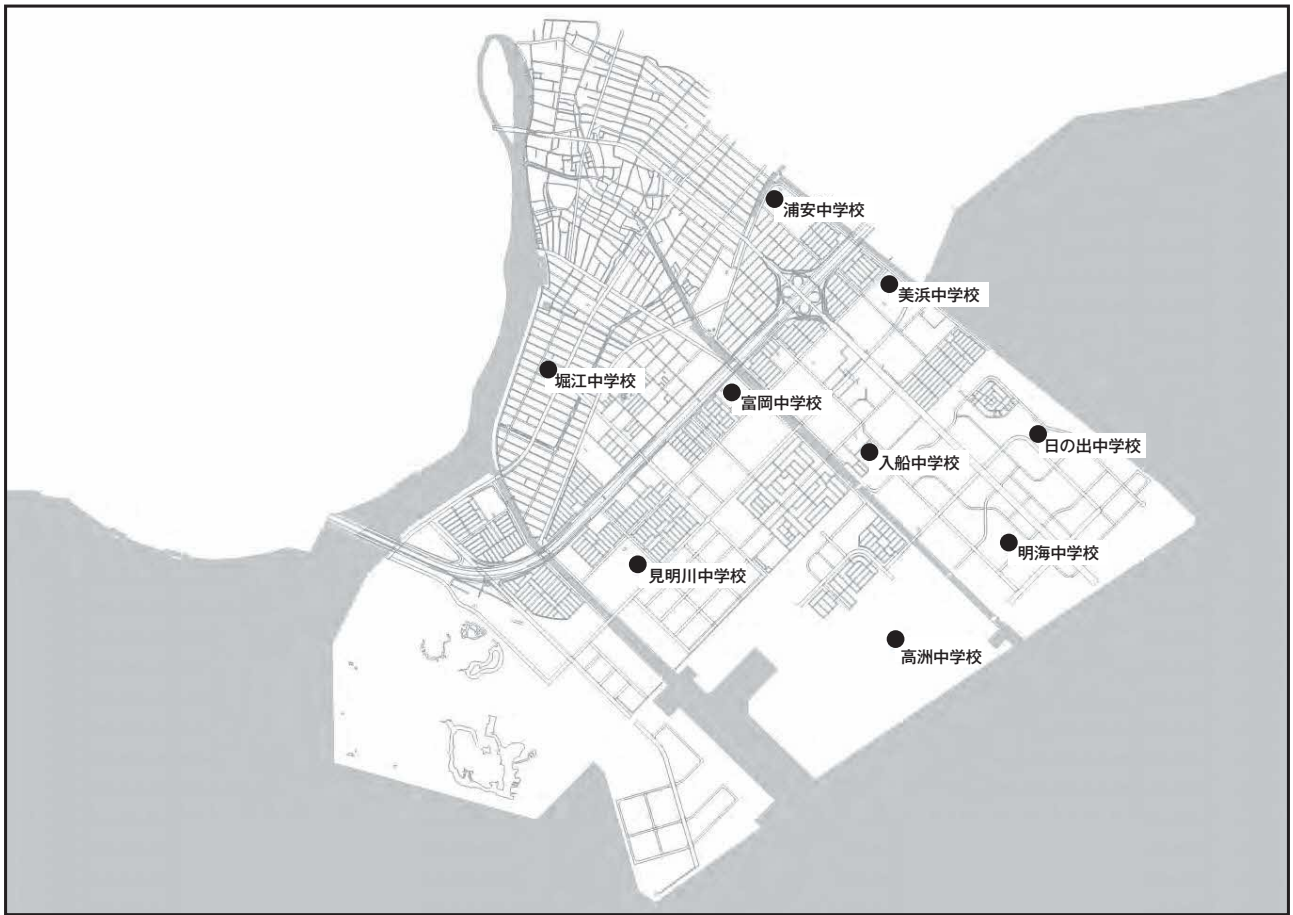 浦安中学校
美浜中学校
堀江中学校
富岡中学校
日の出中学校
入船中学校
明海中学校
見明川中学校
高洲中学校